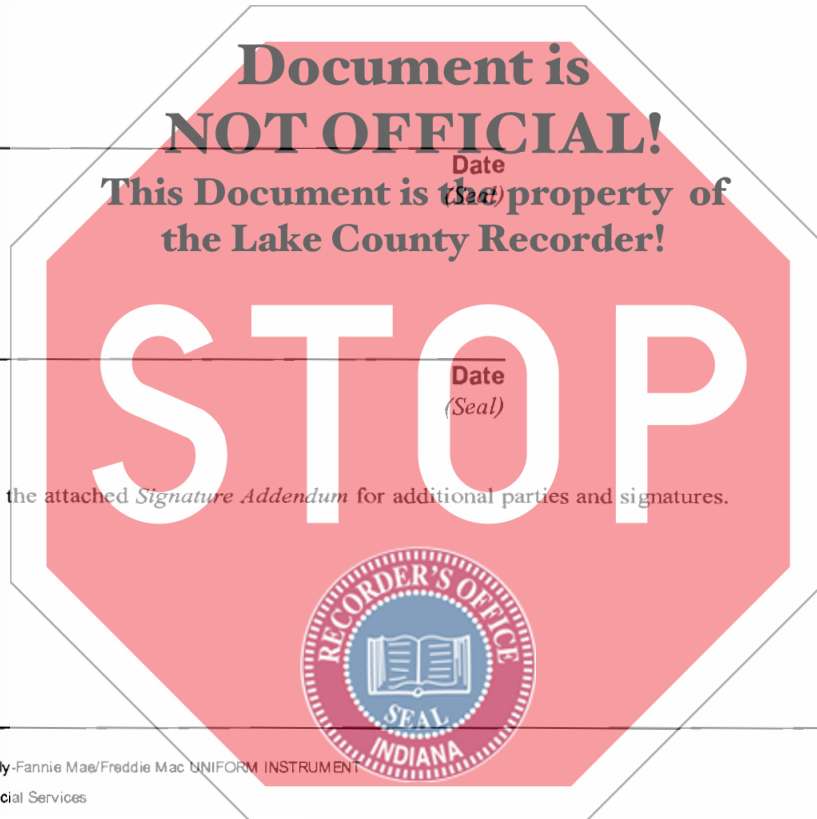 Document is
NOT OFFICIAL!
Date
(Seal)
This Document is the property of
the Lake County Recorder!
STOP
Date
(Seal)
the attached Signature Addendum for additional parties and signatures.
RECORDER'S OFFICE
SEAL
INDIANA
ly-Fannie Mae/Freddie Mac UNIFORM INSTRUMENT
cial Services